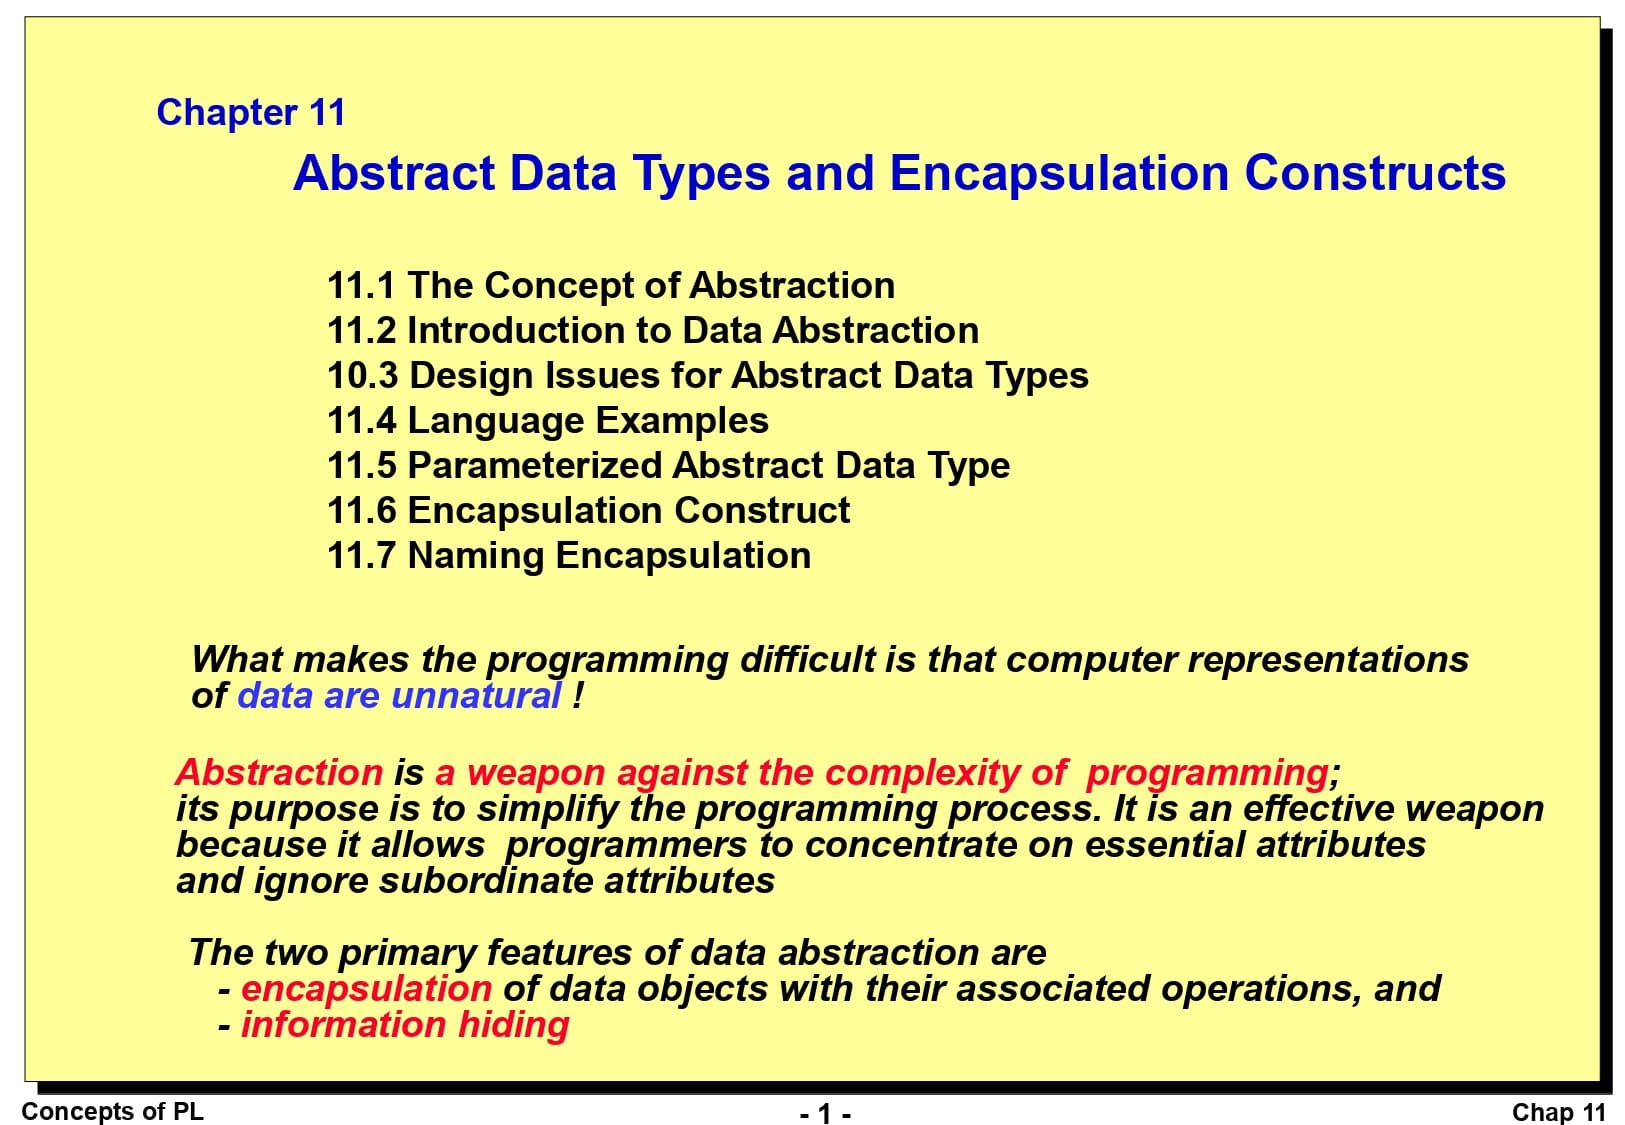 Chapter 11
Abstract Data Types and Encapsulation Constructs
11.1 The Concept of Abstraction
11.2 Introduction to Data Abstraction
10.3 Design Issues for Abstract Data Types
11.4 Language Examples
11.5 Parameterized Abstract Data Type
11.6 Encapsulation Construct
11.7 Naming Encapsulation
What makes the programming difficult is that computer representations
of data are unnatural !
Abstraction is a weapon against the complexity of programming;
its purpose is to simplify the programming process. It is an effective weapon
because it allows programmers to concentrate on essential attributes
and ignore subordinate attributes
The two primary features of data abstraction are
- encapsulation of data objects with their associated operations, and
- information hiding
Concepts of PL
- 1 -
Chap 11